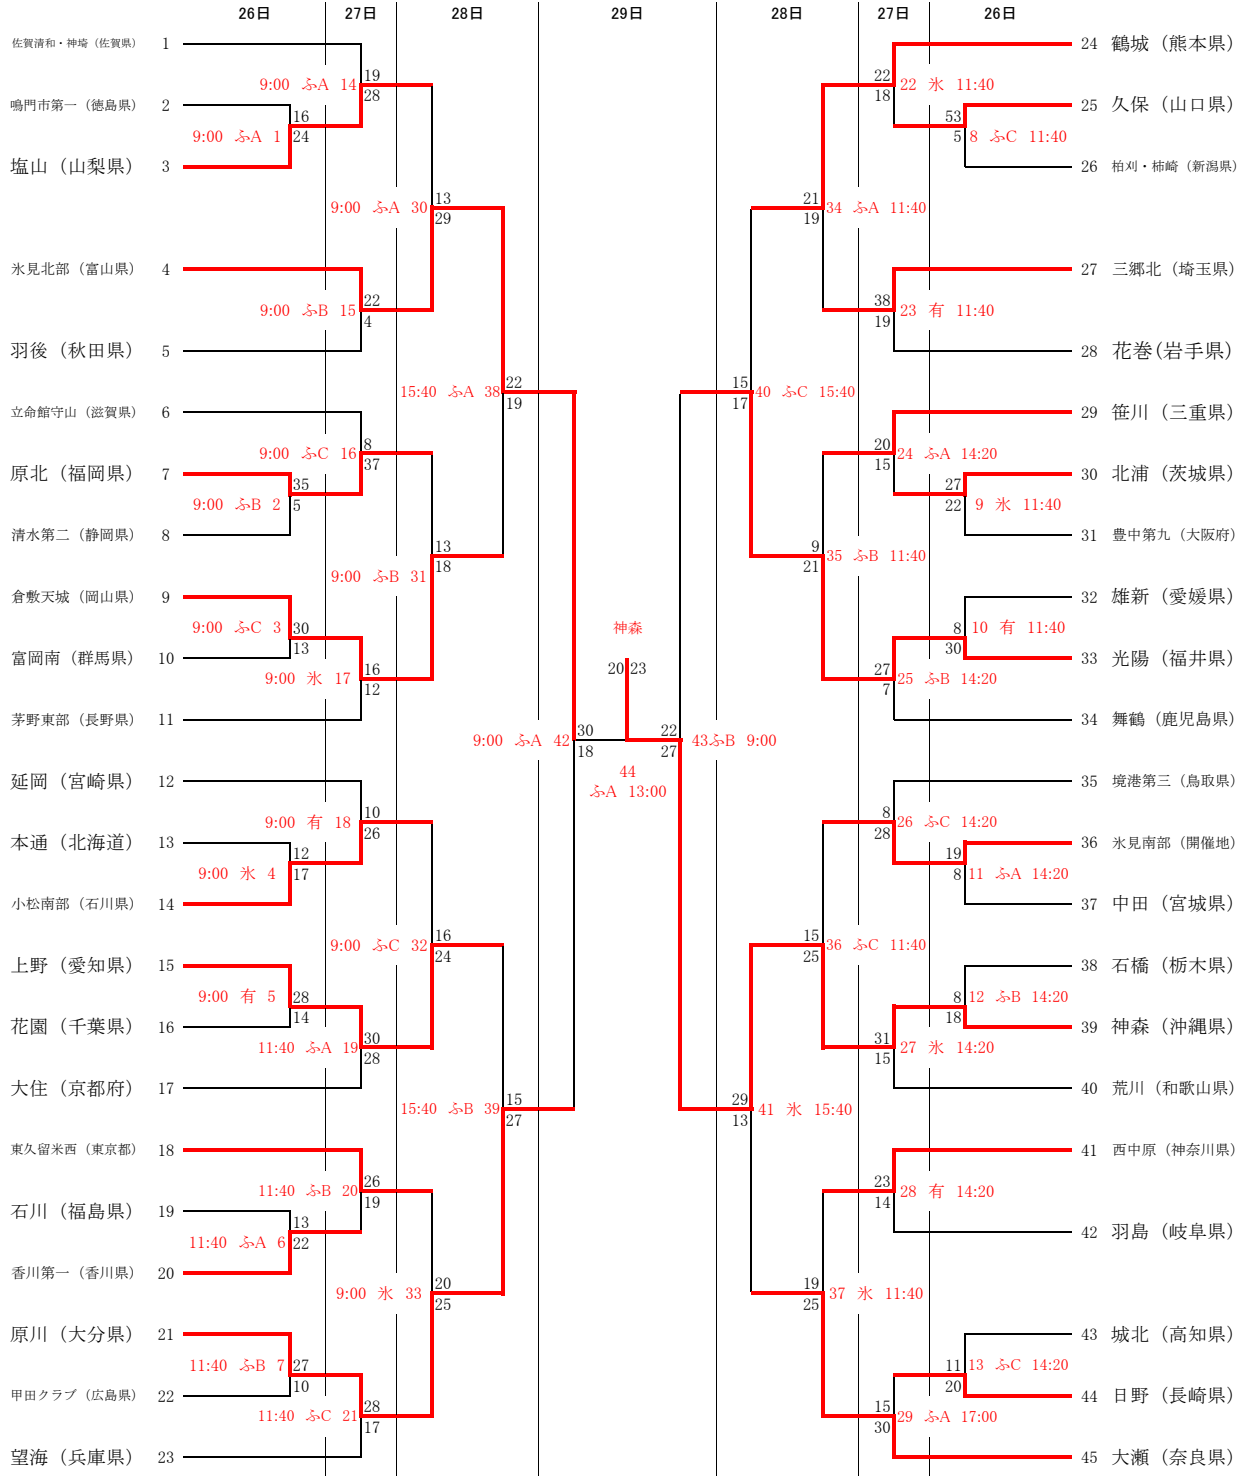 26日 27日 28日 29日 28日 27日 26日
佐賀清和・神埼（佐賀県） 1
19
9:00 ふA 14
28
鳴門市第一（徳島県） 2
16
9:00 ふA 1 24
塩山（山梨県） 3
13
9:00 ふA 30
29
氷見北部（富山県） 4
22
9:00 ふB 15
4
羽後（秋田県） 5
22
15:40 ふA 38
19
立命館守山（滋賀県） 6
8
9:00 ふC 16
37
原北（福岡県） 7
35
9:00 ふB 2 5
清水第二（静岡県） 8
13
18
9:00 ふB 31
倉敷天城（岡山県） 9
9:00 ふC 3 30
13
富岡南（群馬県） 10
16
9:00 氷 17
12
茅野東部（長野県） 11
30
9:00 ふA 42
18
延岡（宮崎県） 12
10
9:00 有 18
26
本通（北海道） 13
12
9:00 氷 4 17
小松南部（石川県） 14
16
9:00 ふC 32
24
上野（愛知県） 15
9:00 有 5 28
14
花園（千葉県） 16
30
11:40 ふA 19
28
大住（京都府） 17
15
15:40 ふB 39
27
東久留米西（東京都） 18
26
11:40 ふB 20
19
石川（福島県） 19
13
11:40 ふA 6 22
香川第一（香川県） 20
20
9:00 氷 33
25
原川（大分県） 21
11:40 ふB 7 27
10
甲田クラブ（広島県） 22
28
11:40 ふC 21
17
望海（兵庫県） 23
神森
20 23
44
ふA 13:00
24 鶴城（熊本県）
22
22 氷 11:40
18
25 久保（山口県）
53
5 8 ふC 11:40
26 柏刈・柿崎（新潟県）
21
34 ふA 11:40
19
27 三郷北（埼玉県）
38
23 有 11:40
19
28 花巻(岩手県）
15
40 ふC 15:40
17
29 笹川（三重県）
20
24 ふA 14:20
15
30 北浦（茨城県）
27
22 9 氷 11:40
31 豊中第九（大阪府）
9
35 ふB 11:40
21
32 雄新（愛媛県）
8 10 有 11:40
30
33 光陽（福井県）
27
25 ふB 14:20
7
34 舞鶴（鹿児島県）
22
43ふB 9:00
27
35 境港第三（鳥取県）
8
26 ふC 14:20
28
36 氷見南部（開催地）
19
8 11 ふA 14:20
37 中田（宮城県）
15
36 ふC 11:40
25
38 石橋（栃木県）
8 12 ふB 14:20
18
39 神森（沖縄県）
31
27 氷 14:20
15
40 荒川（和歌山県）
29
41 氷 15:40
13
41 西中原（神奈川県）
23
28 有 14:20
14
42 羽島（岐阜県）
19
37 氷 11:40
25
43 城北（高知県）
11 13 ふC 14:20
20
44 日野（長崎県）
15
29 ふA 17:00
30
45 大瀬（奈良県）